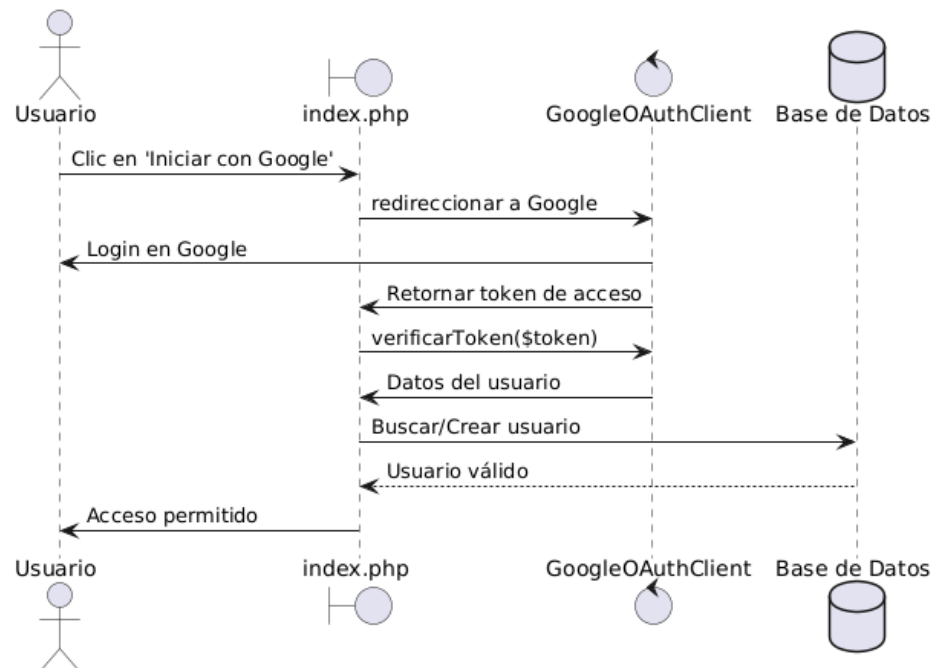 Usuario
index.php
GoogleOAuthClient
Base de Datos
Clic en 'Iniciar con Google'
redireccionar a Google
Login en Google
Retornar token de acceso
verificarToken($token)
Datos del usuario
Buscar/Crear usuario
Usuario válido
Acceso permitido
Usuario
index.php
GoogleOAuthClient
Base de Datos